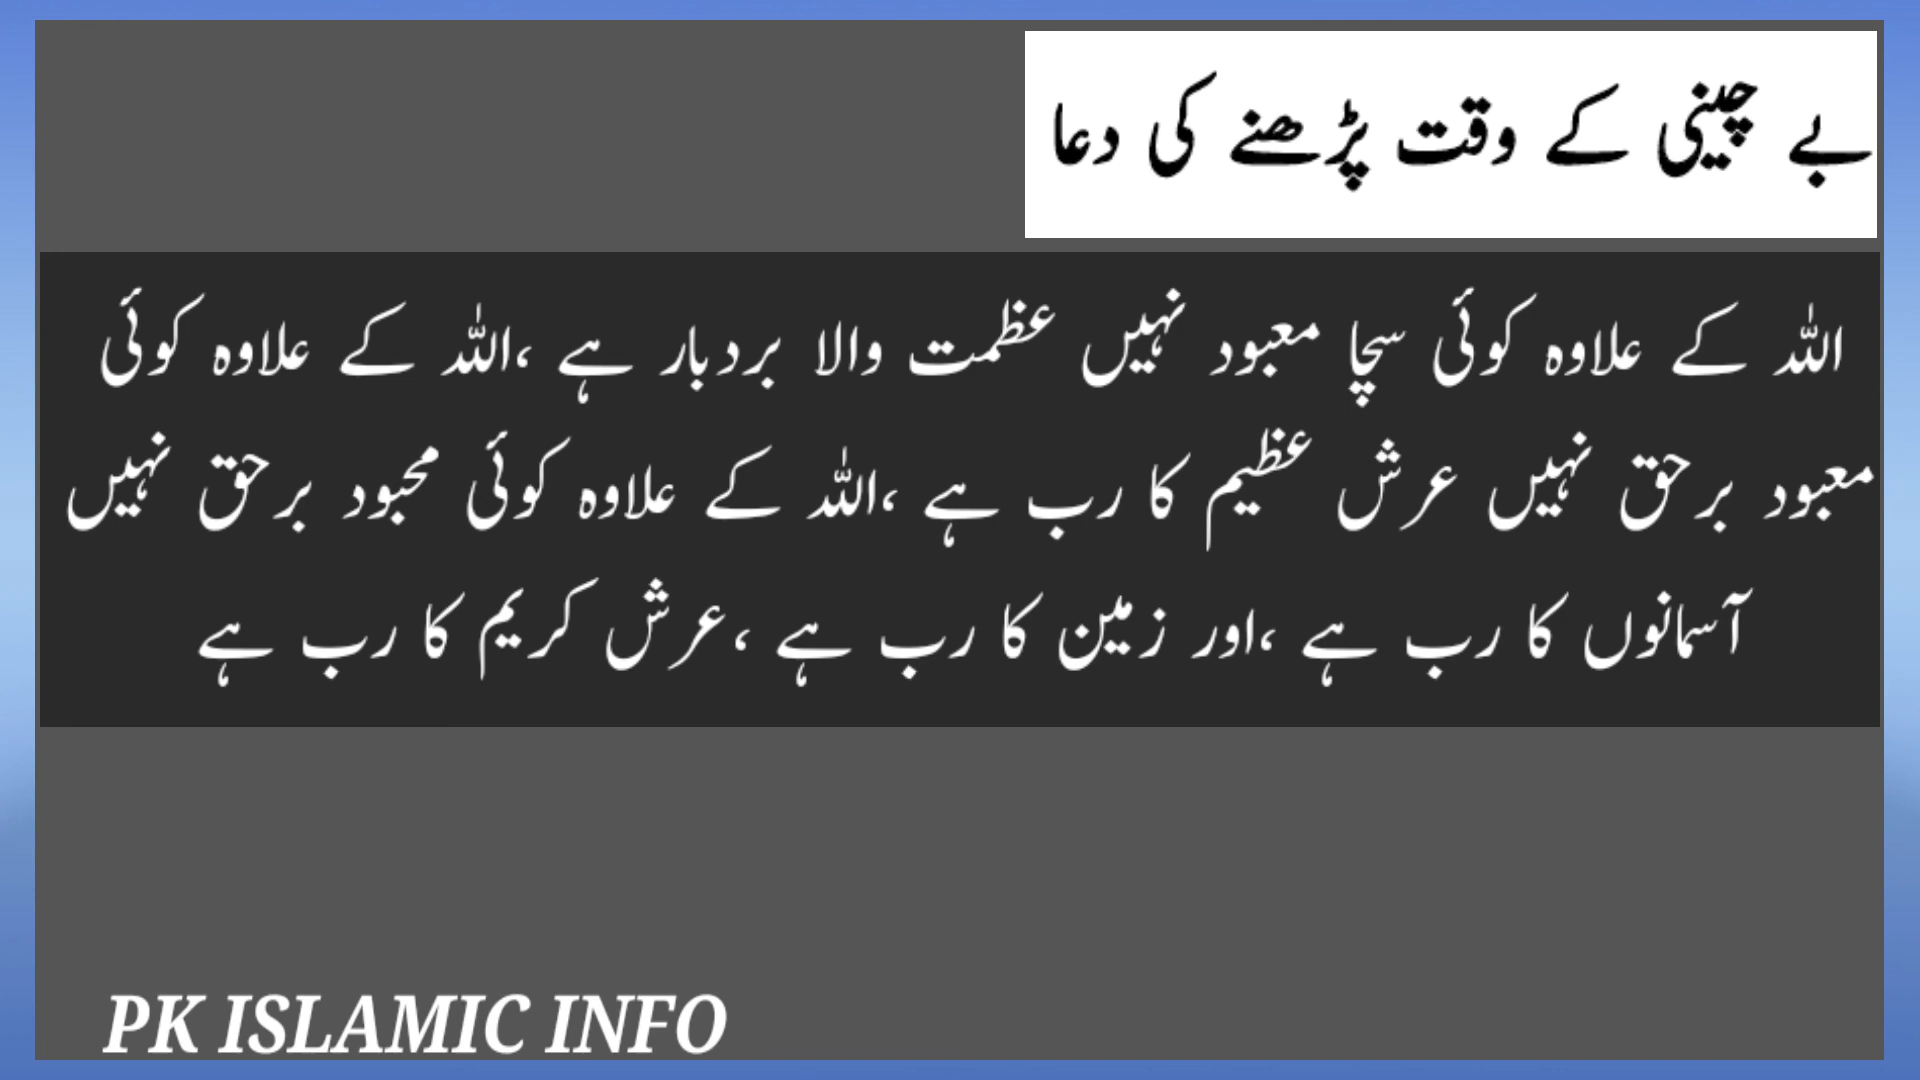 بے چینی کے وقت پڑھنے کی دعا
اللہ کے علاوہ کوئی سچا معبود نہیں عظمت والا بردبار ہے ،اللہ کے علاوہ کوئی
معبود برحق نہیں عرش عظیم کا رب ہے ،اللہ کے علاوہ کوئی محبود برحق نہیں
آسمانوں کا رب ہے ،اور زمین کا رب ہے ،عرش کریم کا رب ہے
PK ISLAMIC INFO